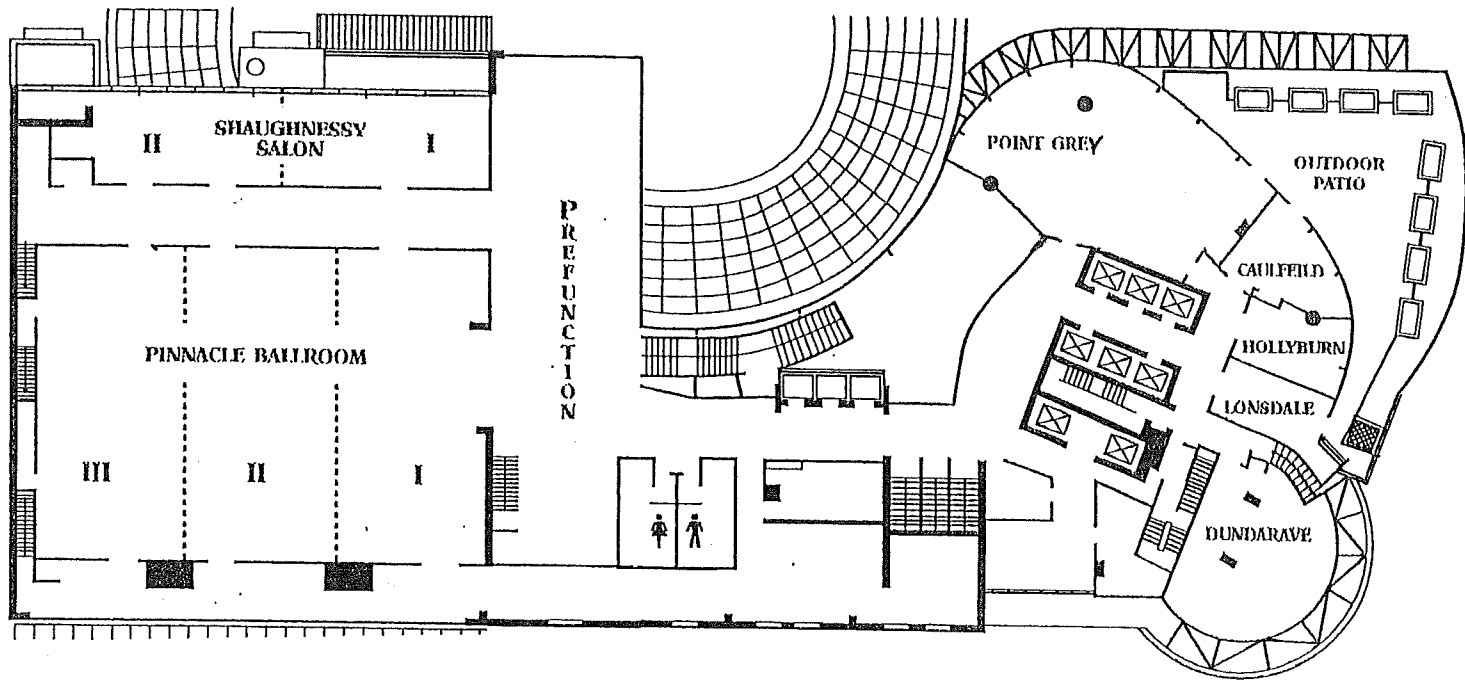 SHAUGHNESSY
SALON
II
I
POINT GREY
OUTDOOR
PATIO
PREFUNCTION
CAULFEILD
PINNACLE BALLROOM
HOLLYBURN
LONSDALE
III
II
I
DUNDARAVE